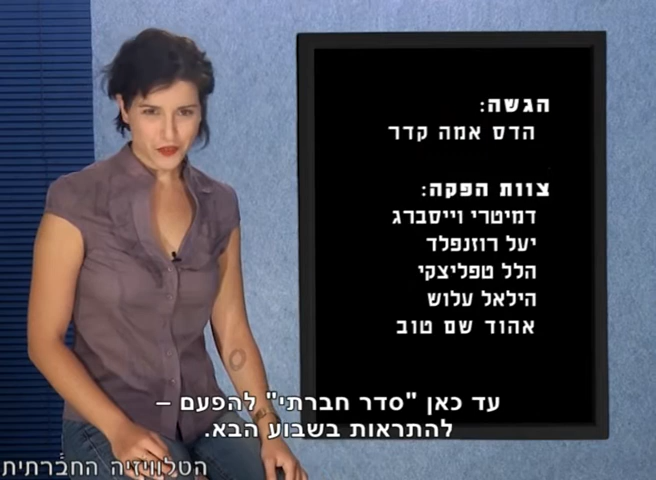 הגשה:
הדס אמה קדר
צוות הפקה:
דמיטרי וייסברג
יעל רוזנפלד
הלל טפליצקי
הילאל עלוש
אהוד שם טוב
עד כאן "סדר חברתי" להפעם –
להתראות בשבוע הבא.
הטלוויזיה החברתית